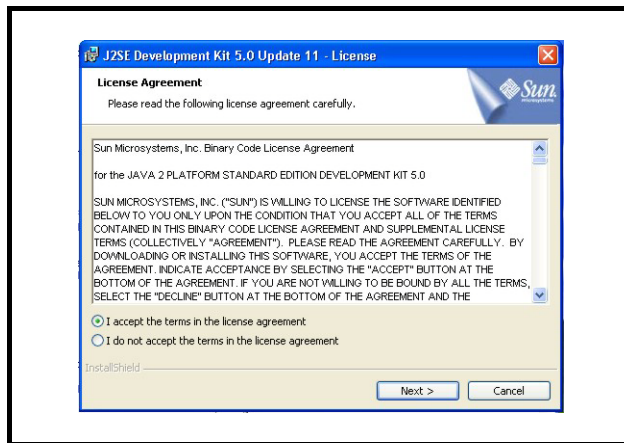 J2SE Development Kit 5.0 Update 11 - License
License Agreement
Please read the following license agreement carefully.
Sun
microsystems
Sun Microsystems, Inc. Binary Code License Agreement
for the JAVA 2 PLATFORM STANDARD EDITION DEVELOPMENT KIT 5.0
SUN MICROSYSTEMS, INC. ("SUN") IS WILLING TO LICENSE THE SOFTWARE IDENTIFIED
BELOW TO YOU ONLY UPON THE CONDITION THAT YOU ACCEPT ALL OF THE TERMS
CONTAINED IN THIS BINARY CODE LICENSE AGREEMENT AND SUPPLEMENTAL LICENSE
TERMS (COLLECTIVELY "AGREEMENT"). PLEASE READ THE AGREEMENT CAREFULLY. BY
DOWNLOADING OR INSTALLING THIS SOFTWARE, YOU ACCEPT THE TERMS OF THE
AGREEMENT. INDICATE ACCEPTANCE BY SELECTING THE "ACCEPT" BUTTON AT THE
BOTTOM OF THE AGREEMENT. IF YOU ARE NOT WILLING TO BE BOUND BY ALL THE TERMS,
SELECT THE "DECLINE" BUTTON AT THE BOTTOM OF THE AGREEMENT AND THE
I accept the terms in the license agreement
I do not accept the terms in the license agreement
InstallShield
Next >
Cancel